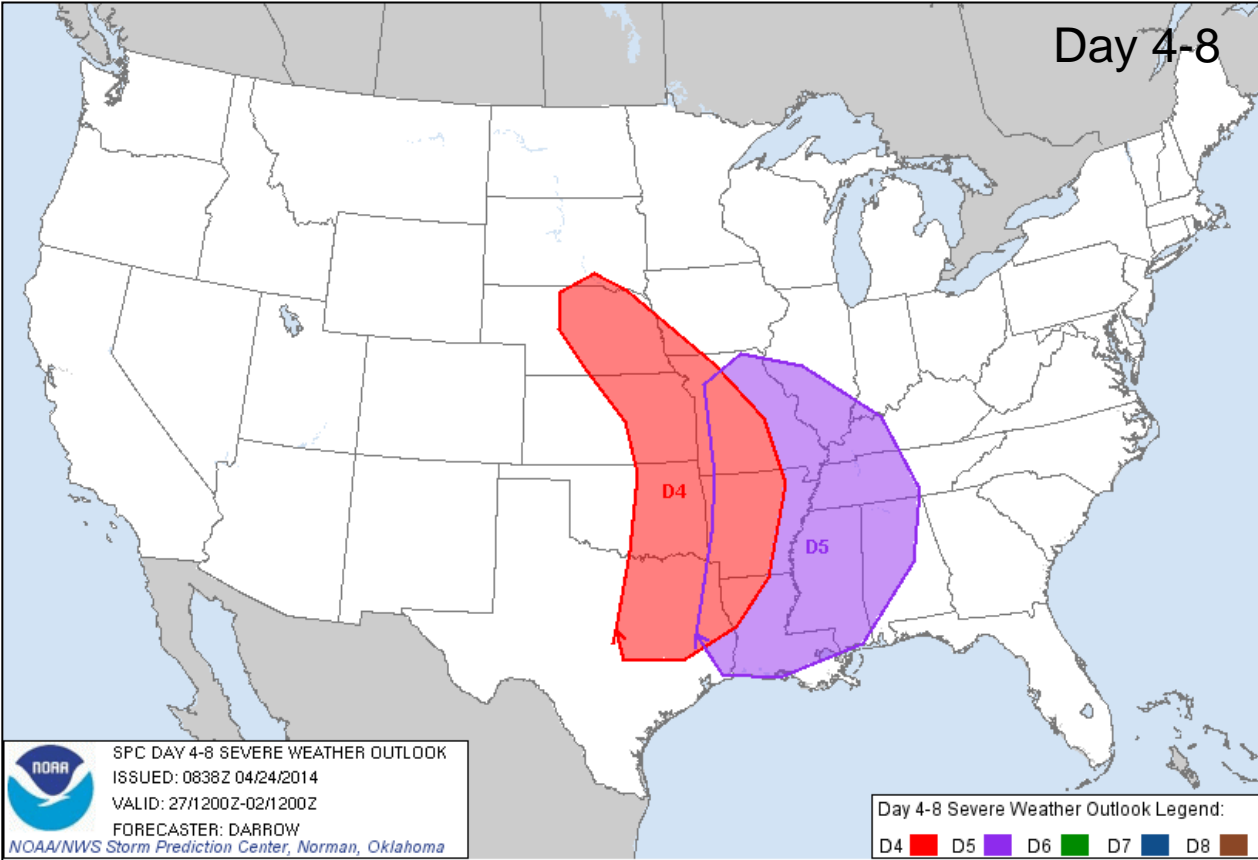 Day 4-8
D4
D5
NOAA
SPC DAY 4-8 SEVERE WEATHER OUTLOOK
ISSUED: 0838Z 04/24/2014
VALID: 27/1200Z-02/1200Z
FORECASTER: DARROW
NOAA/NWS Storm Prediction Center, Norman, Oklahoma
Day 4-8 Severe Weather Outlook Legend:
D4 D5 D6 D7 D8